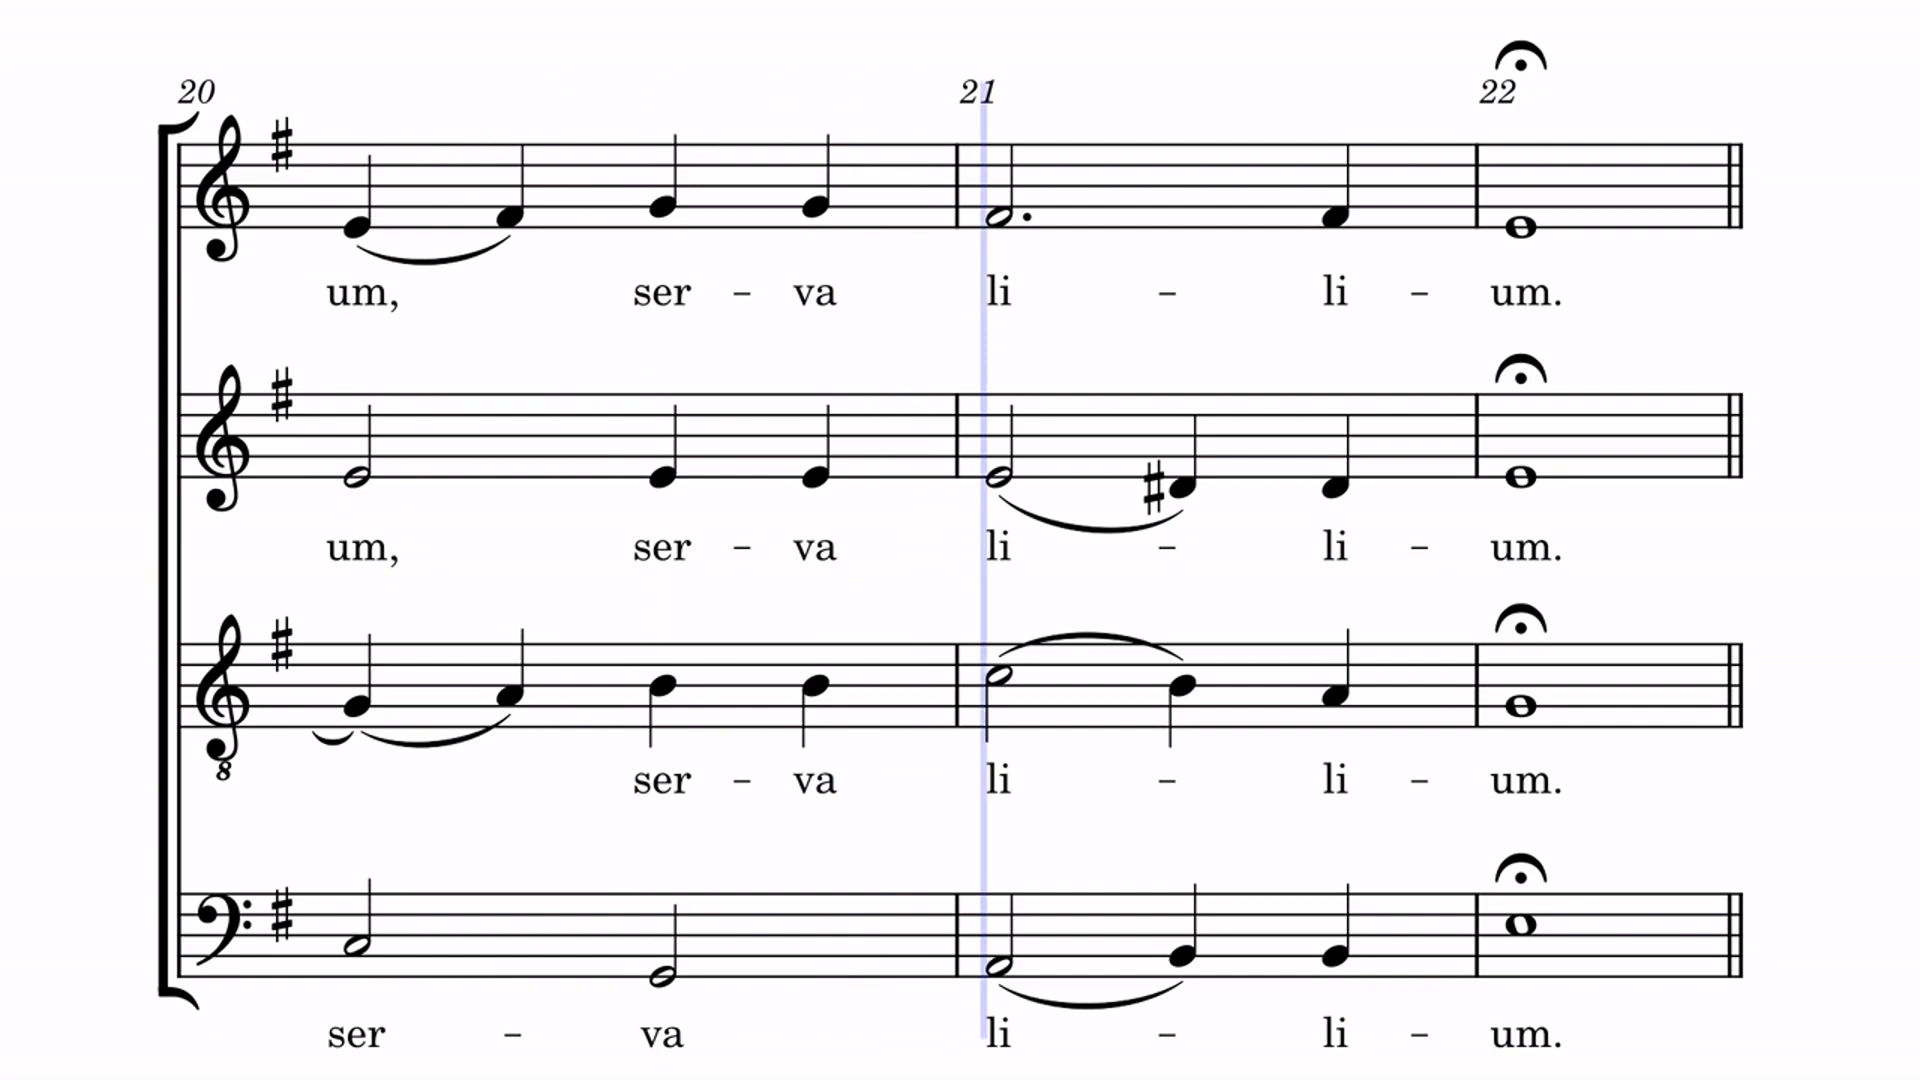 20 21 22
um, ser - va li - li - um.
um, ser - va li - li - um.
8
ser - va li - li - um.
ser - va li - li - um.